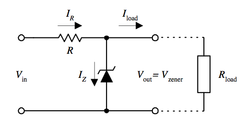 I_R
I_load
R
V_in
I_Z
V_out = V_zener
R_load